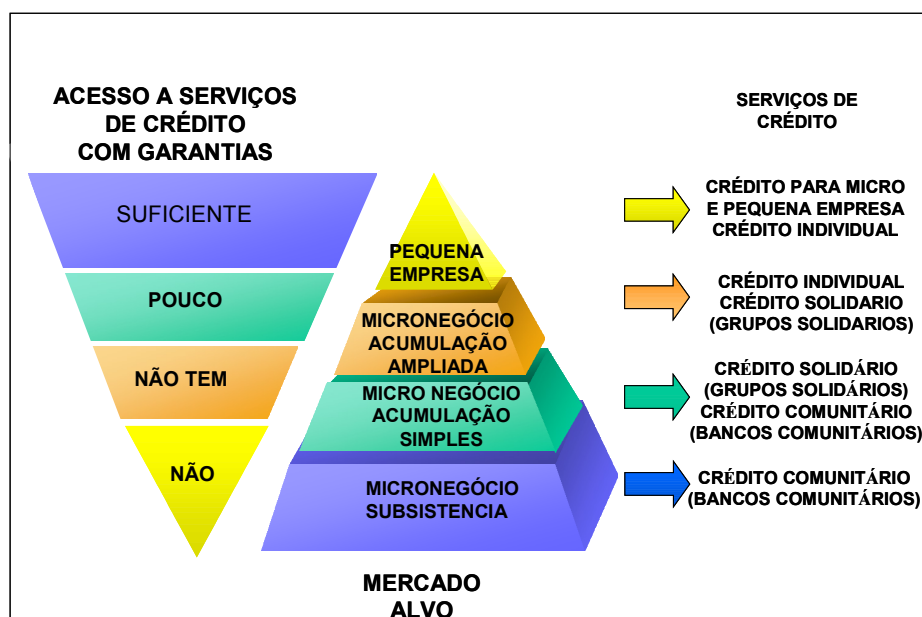 ACESSO A SERVIÇOS
DE CRÉDITO
COM GARANTIAS
SUFICIENTE
POUCO
NÃO TEM
NÃO
PEQUENA
EMPRESA
MICRONEGÓCIO
ACUMULAÇÃO
AMPLIADA
MICRO NEGÓCIO
ACUMULAÇÃO
SIMPLES
MICRONEGÓCIO
SUBSISTENCIA
MERCADO
ALVO
SERVIÇOS DE
CRÉDITO
CRÉDITO PARA MICRO
E PEQUENA EMPRESA
CRÉDITO INDIVIDUAL
CRÉDITO INDIVIDUAL
CRÉDITO SOLIDARIO
(GRUPOS SOLIDARIOS)
CRÉDITO SOLIDÁRIO
(GRUPOS SOLIDÁRIOS)
CRÉDITO COMUNITÁRIO
(BANCOS COMUNITÁRIOS)
CRÉDITO COMUNITÁRIO
(BANCOS COMUNITÁRIOS)